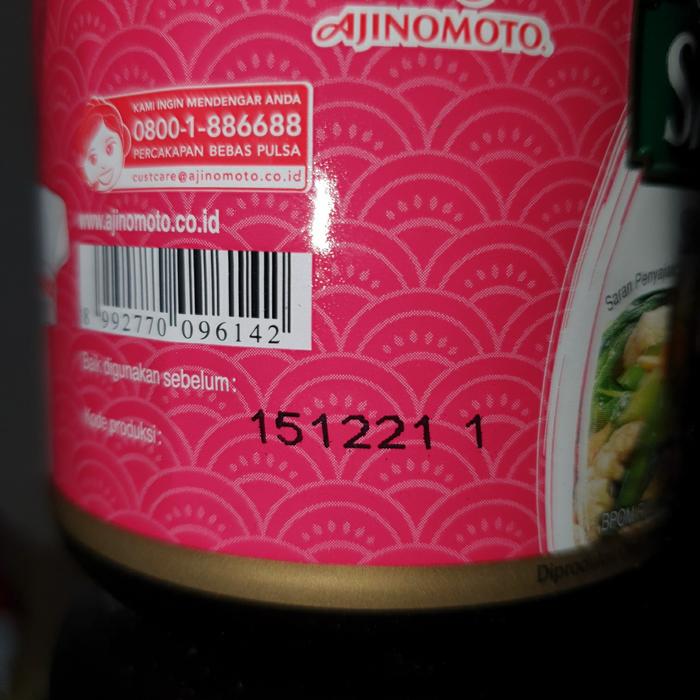 AJINOMOTO.
KAMI INGIN MENDENGAR ANDA
0800-1-886688
PERCAKAPAN BEBAS PULSA
custcare@ajinomoto.co.id
www.ajinomoto.co.id
8 992770 096142
Baik digunakan sebelum :
Kode produksi :
151221 1
Saran
BPOM